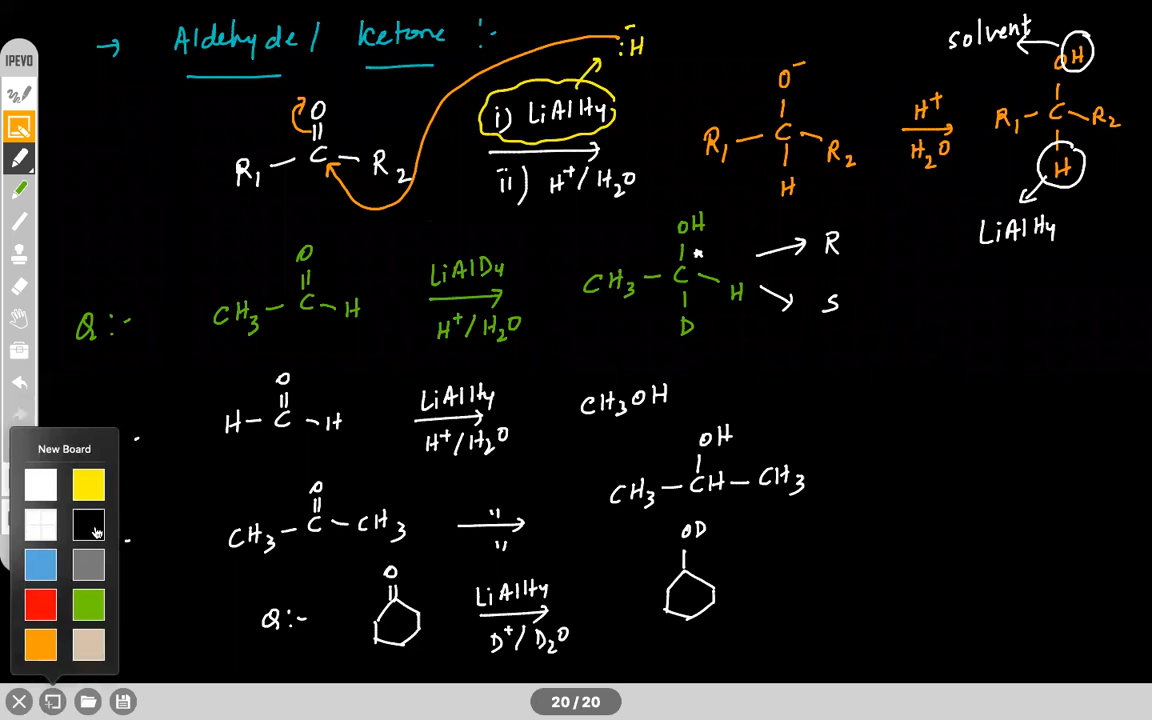 IPEVO
→ Aldehyde / Ketone :-
:H⁻
solvent
O
R₁ — C — R₂
i) LiAlH₄
ii) H⁺/H₂O
O⁻
R₁ — C — R₂
H
H⁺
H₂O
OH
R₁ — C — R₂
H
LiAlH₄
Q :-
O
CH₃ — C — H
LiAlD₄
H⁺/H₂O
OH
CH₃ — C* — H
D
R
S
O
H — C — H
LiAlH₄
H⁺/H₂O
CH₃OH
O
CH₃ — C — CH₃
"
"
OH
CH₃ — CH — CH₃
Q :-
O
LiAlH₄
D⁺/D₂O
OD
New Board
20 / 20